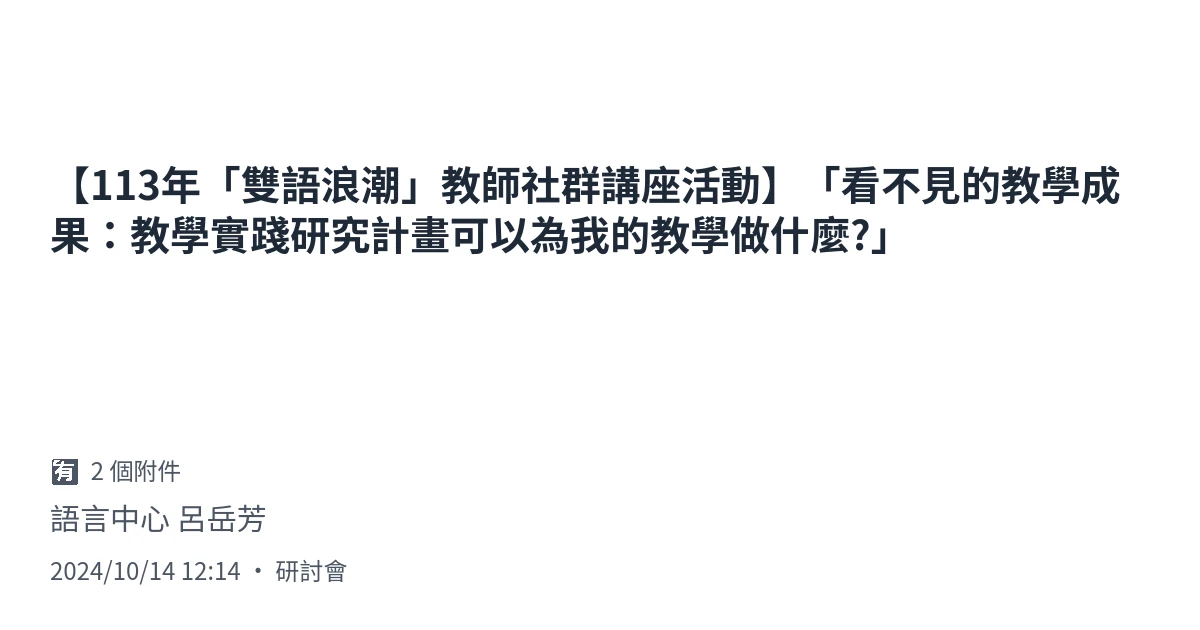 【113年「雙語浪潮」教師社群講座活動】「看不見的教學成
果：教學實踐研究計畫可以為我的教學做什麼?」
有 2 個附件
語言中心 呂岳芳
2024/10/14 12:14 • 研討會